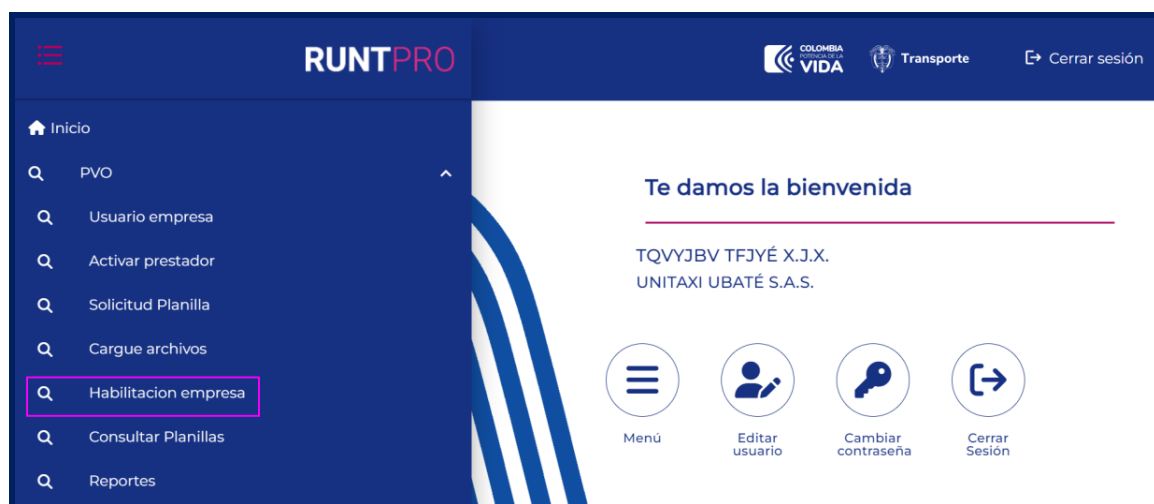 RUNTPRO
COLOMBIA
POTENCIA DE LA
VIDA
Transporte
Cerrar sesión
Inicio
PVO
Usuario empresa
Activar prestador
Solicitud Planilla
Cargue archivos
Habilitacion empresa
Consultar Planillas
Reportes
Te damos la bienvenida
TQVYJBV TFJYÉ X.J.X.
UNITAXI UBATÉ S.A.S.
Menú
Editar
usuario
Cambiar
contraseña
Cerrar
Sesión